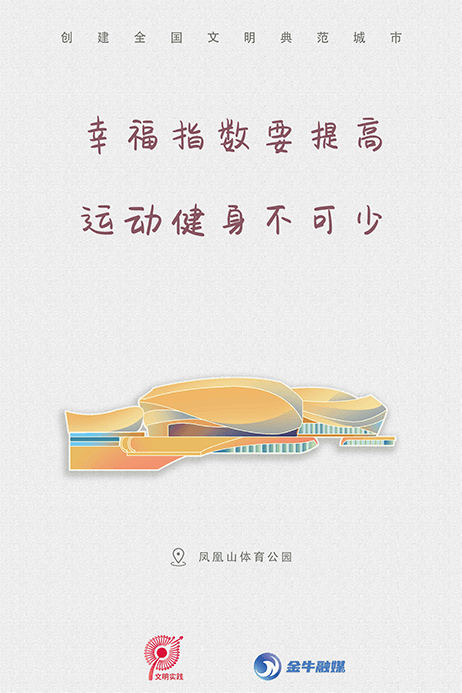 创建全国文明典范城市
幸福指数要提高
运动健身不可少
凤凰山体育公园
文明实践
金牛融媒